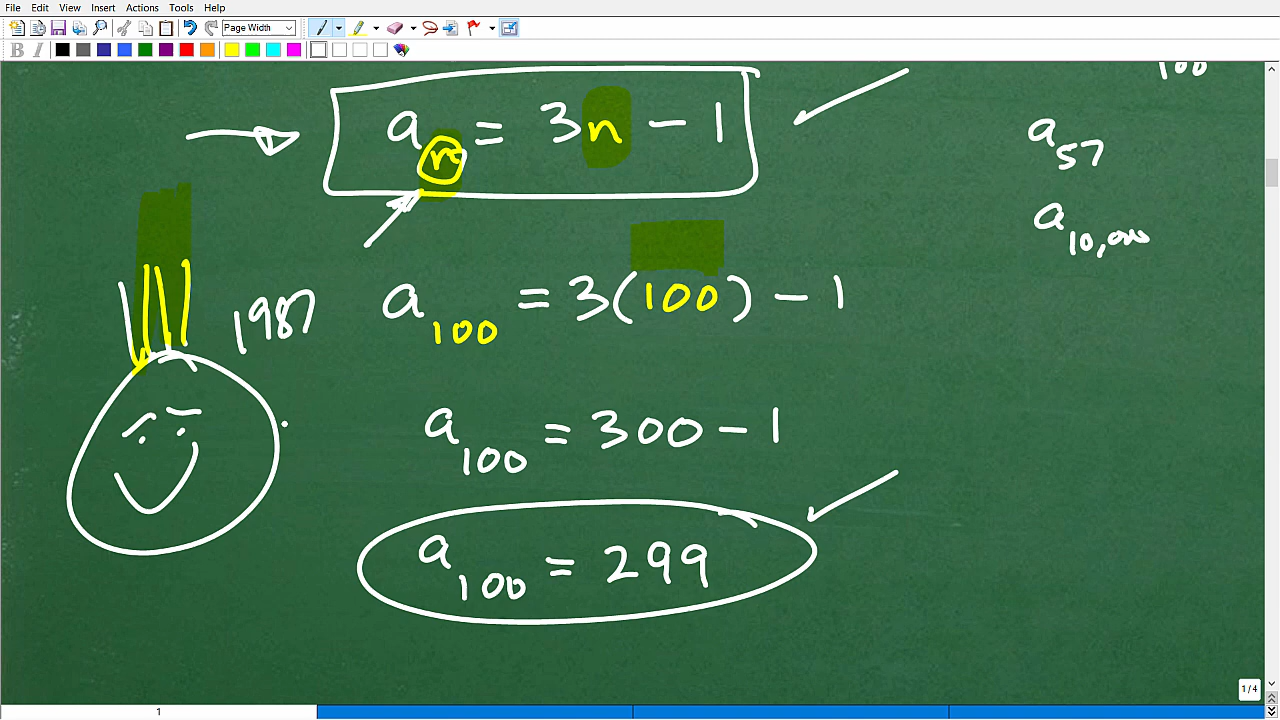 File Edit View Insert Actions Tools Help
Page Width
B I
100
a_n = 3n - 1
a_57
a_10,000
1987
a_100 = 3(100) - 1
a_100 = 300 - 1
a_100 = 299
1/4
1